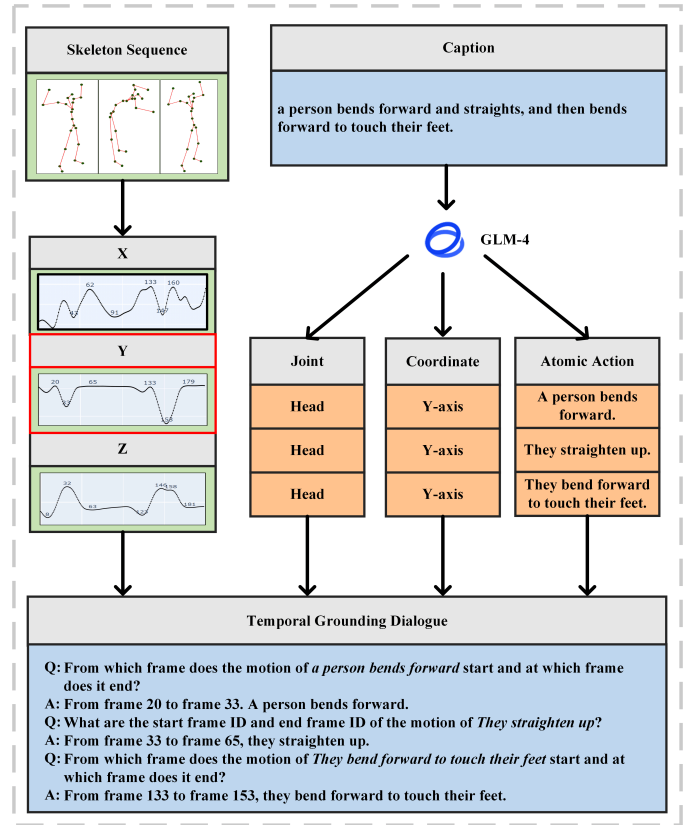 Skeleton Sequence
Caption
a person bends forward and straights, and then bends
forward to touch their feet.
GLM-4
X
62
133
160
91
Y
20
65
133
179
153
Z
32
146
158
63
181
8
123
Joint
Coordinate
Atomic Action
Head
Y-axis
A person bends
forward.
Head
Y-axis
They straighten up.
Head
Y-axis
They bend forward
to touch their feet.
Temporal Grounding Dialogue
Q: From which frame does the motion of a person bends forward start and at which frame
does it end?
A: From frame 20 to frame 33. A person bends forward.
Q: What are the start frame ID and end frame ID of the motion of They straighten up?
A: From frame 33 to frame 65, they straighten up.
Q: From which frame does the motion of They bend forward to touch their feet start and at
which frame does it end?
A: From frame 133 to frame 153, they bend forward to touch their feet.